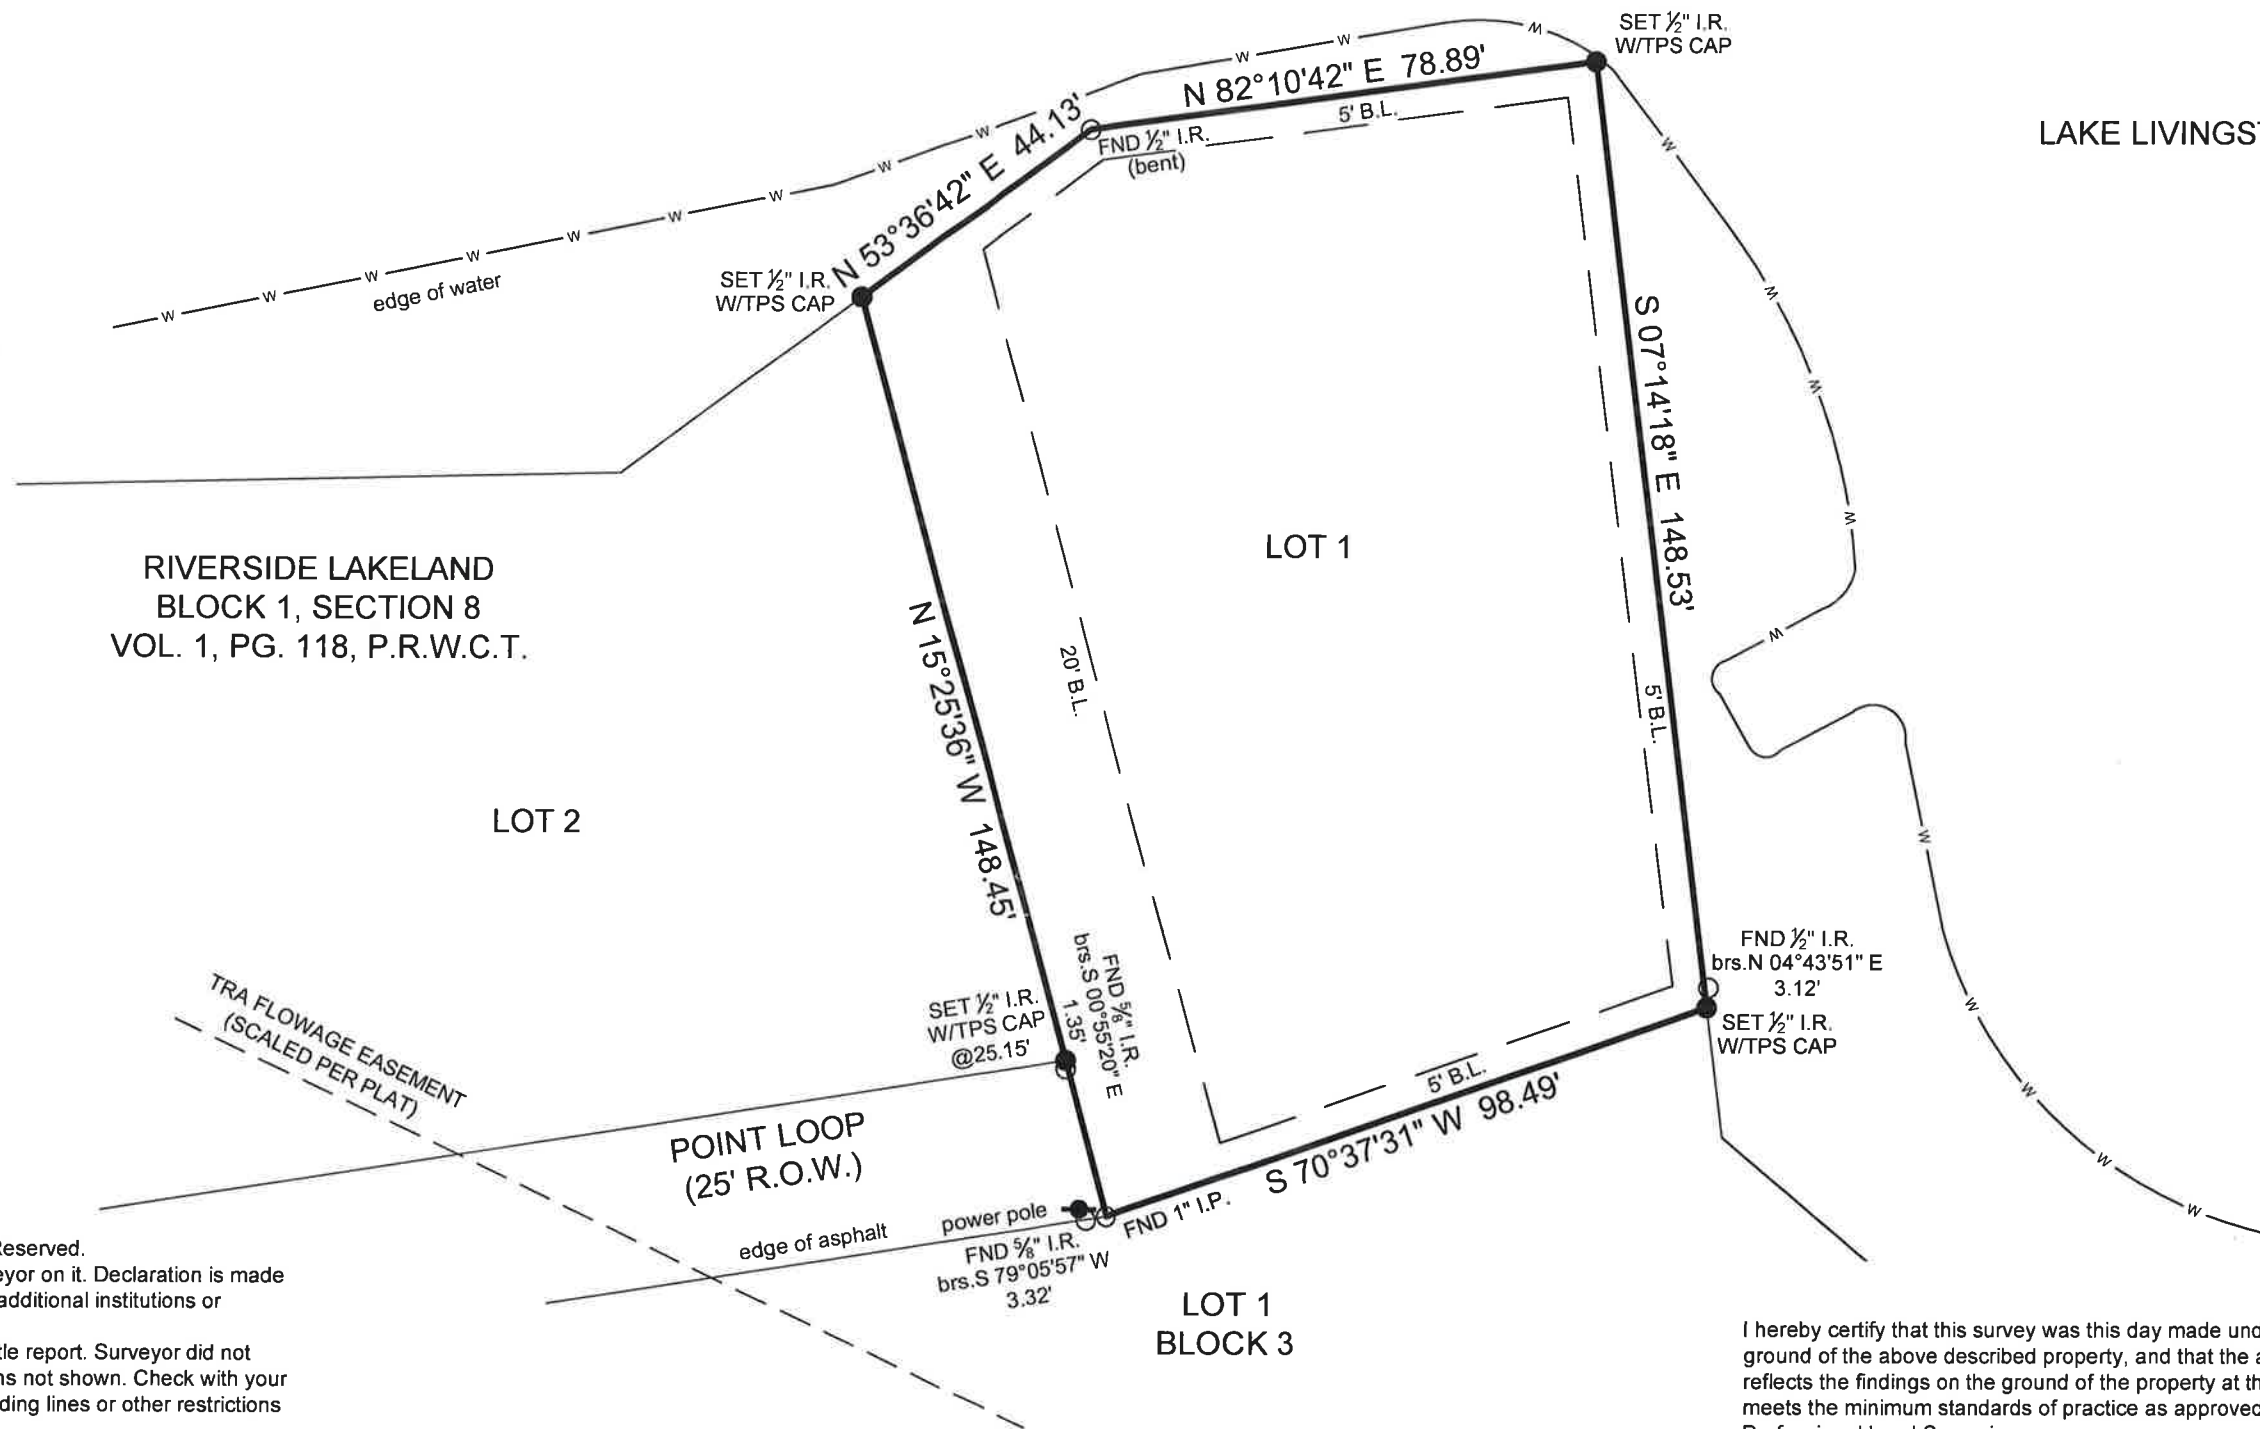 SET ½" I.R.
W/TPS CAP
N 82°10'42" E 78.89'
5' B.L.
LAKE
N 53°36'42" E 44.13'
FND ½" I.R.
(bent)
SET ½" I.R.
W/TPS CAP
edge of water
S 07°14'18" E 148.53'
LOT 1
RIVERSIDE LAKELAND
BLOCK 1, SECTION 8
VOL. 1, PG. 118, P.R.W.C.T.
N 15°25'36" W 148.45'
20' B.L.
5' B.L.
LOT 2
FND ½" I.R.
brs.N 04°43'51" E
3.12'
SET ½" I.R.
W/TPS CAP
FND ⅝" I.R.
brs.S 00°55'20" E
1.35'
SET ½" I.R.
W/TPS CAP
@25.15'
TRA FLOWAGE EASEMENT
(SCALED PER PLAT)
5' B.L.
S 70°37'31" W 98.49'
POINT LOOP
(25' R.O.W.)
FND 1" I.P.
power pole
edge of asphalt
FND ⅝" I.R.
brs.S 79°05'57" W
3.32'
LOT 1
BLOCK 3
Reserved.
on it. Declaration is made
additional institutions or
report. Surveyor did not
not shown. Check with your
lines or other restrictions
I hereby certify that this survey was this day made
ground of the above described property, and that the
reflects the findings on the ground of the property at
meets the minimum standards of practice as approved
W W W W W W W W W W W W W W W W W W W W W W W W W